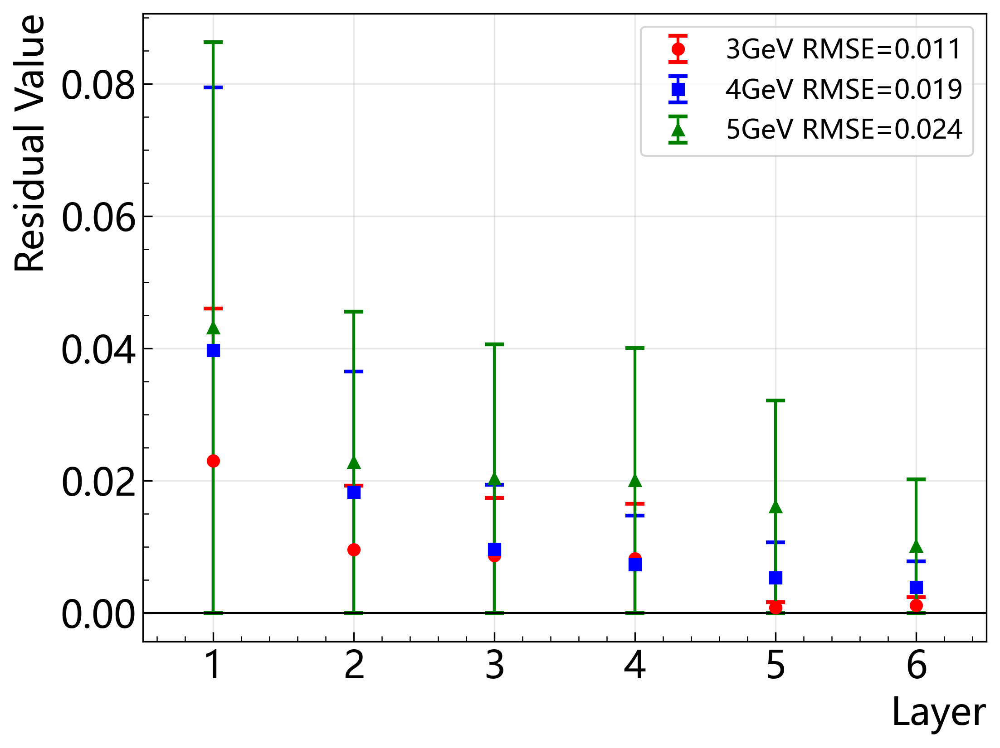 Residual Value
0.08
0.06
0.04
0.02
0.00
3GeV RMSE=0.011
4GeV RMSE=0.019
5GeV RMSE=0.024
1 2 3 4 5 6
Layer